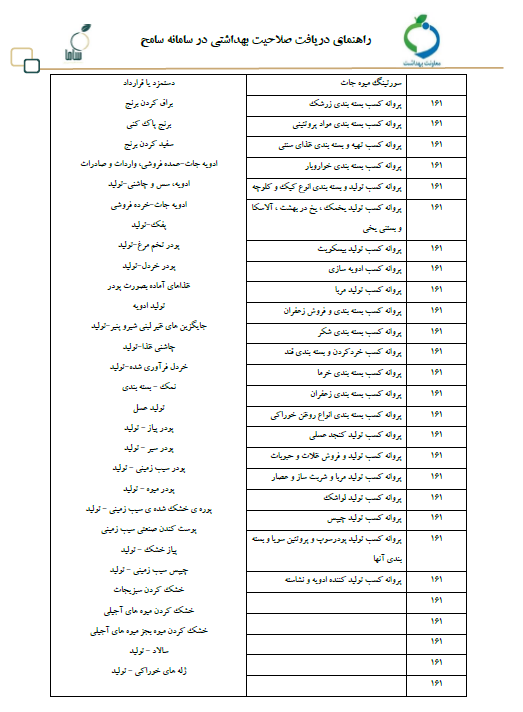 راهنمای دریافت صلاحیت بهداشتی در سامانه سامح
معاونت بهداشت
ساما
سورتینگ میوه جات
۱۶۱ پروانه کسب بسته بندی زرشک
۱۶۱ پروانه کسب بسته بندی مواد پروتئینی
۱۶۱ پروانه کسب تهیه و بسته بندی غذای سنتی
۱۶۱ پروانه کسب بسته بندی خواروبار
۱۶۱ پروانه کسب تولید و بسته بندی انواع کیک و کلوچه
۱۶۱ پروانه کسب تولید یخمک ، یخ در بهشت ، آلاسکا
و بستنی یخی
۱۶۱ پروانه کسب تولید بیسکویت
۱۶۱ پروانه کسب ادویه سازی
۱۶۱ پروانه کسب تولید مربا
۱۶۱ پروانه کسب بسته بندی و فروش زعفران
۱۶۱ پروانه کسب بسته بندی شکر
۱۶۱ پروانه کسب خردکردن و بسته بندی قند
۱۶۱ پروانه کسب بسته بندی خرما
۱۶۱ پروانه کسب بسته بندی زعفران
۱۶۱ پروانه کسب بسته بندی انواع روغن خوراکی
۱۶۱ پروانه کسب تولید کنجد عسلی
۱۶۱ پروانه کسب تولید و فروش غلات و حبوبات
۱۶۱ پروانه کسب تولید مربا و شربت ساز و عصار
۱۶۱ پروانه کسب تولید لواشک
۱۶۱ پروانه کسب تولید چیپس
۱۶۱ پروانه کسب تولید پودرسوپ و پروتئین سویا و بسته
بندی آنها
۱۶۱ پروانه کسب تولید کننده ادویه و نشاسته
۱۶۱
۱۶۱
۱۶۱
۱۶۱
۱۶۱
دستمزد یا قرارداد
براق کردن برنج
برنج پاک کنی
سفید کردن برنج
ادویه جات-عمده فروشی، واردات و صادرات
ادویه، سس و چاشنی-تولید
ادویه جات-خرده فروشی
پفک-تولید
پودر تخم مرغ-تولید
پودر خردل-تولید
غذاهای آماده بصورت پودر
تولید ادویه
جایگزین های غیر لبنی شیرو پنیر-تولید
چاشنی غذا-تولید
خردل فرآوری شده-تولید
نمک - بسته بندی
تولید عسل
پودر پیاز - تولید
پودر سیر - تولید
پودر سیب زمینی - تولید
پودر میوه - تولید
پوره ی خشک شده ی سیب زمینی - تولید
پوست کندن صنعتی سیب زمینی
پیاز خشک - تولید
چیپس سیب زمینی - تولید
خشک کردن سبزیجات
خشک کردن میوه های آجیلی
خشک کردن میوه بجز میوه های آجیلی
سالاد - تولید
ژله های خوراکی - تولید